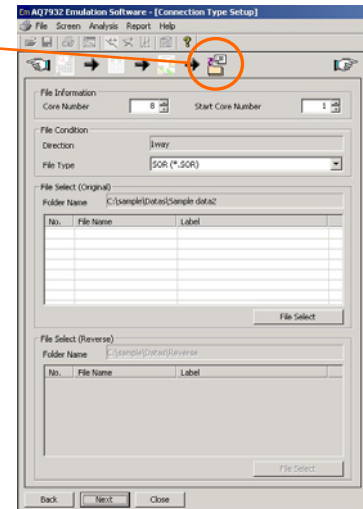 Em AQ7932 Emulation Software - [Connection Type Setup]
File Screen Analysis Report Help
File Information
Core Number 8 Start Core Number 1
File Condition
Direction 1way
File Type SOR (*.SOR)
File Select (Original)
Folder Name C:\sample\Datas\Sample data2
No. File Name Label
File Select
File Select (Reverse)
Folder Name C:\sample\Datas\Reverse
No. File Name Label
File Select
Back Next Close